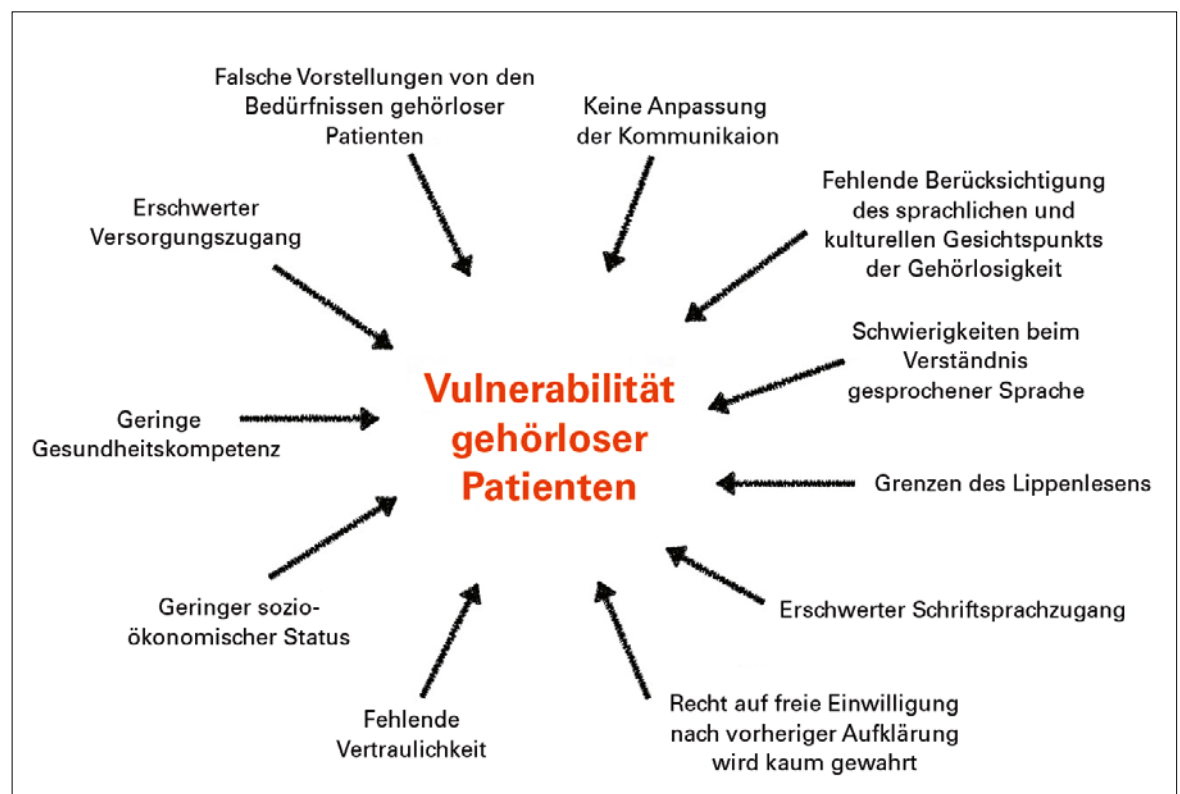 Falsche Vorstellungen von den
Bedürfnissen gehörloser
Patienten
Keine Anpassung
der Kommunikaion
Fehlende Berücksichtigung
des sprachlichen und
kulturellen Gesichtspunkts
der Gehörlosigkeit
Erschwerter
Versorgungszugang
Schwierigkeiten beim
Verständnis
gesprochener Sprache
Vulnerabilität
gehörloser
Patienten
Geringe
Gesundheitskompetenz
Grenzen des Lippenlesens
Geringer sozio-
ökonomischer Status
Erschwerter Schriftsprachzugang
Fehlende
Vertraulichkeit
Recht auf freie Einwilligung
nach vorheriger Aufklärung
wird kaum gewahrt